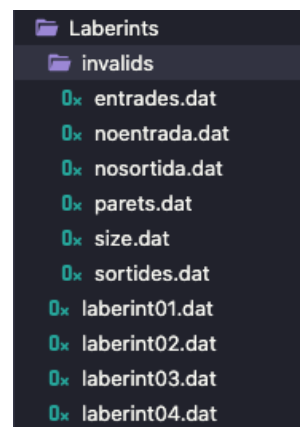 Laberints
invalids
entrades.dat
noentrada.dat
nosortida.dat
parets.dat
size.dat
sortides.dat
laberint01.dat
laberint02.dat
laberint03.dat
laberint04.dat